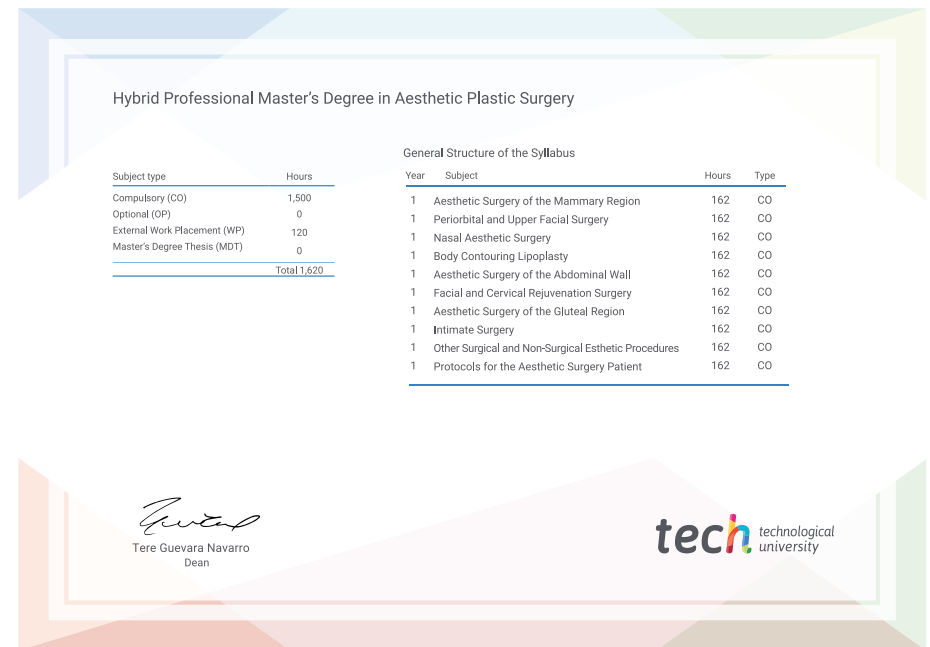 Hybrid Professional Master's Degree in Aesthetic Plastic Surgery
Subject type Hours
Compulsory (CO) 1,500
Optional (OP) 0
External Work Placement (WP) 120
Master's Degree Thesis (MDT) 0
Total 1,620
General Structure of the Syllabus
Year Subject Hours Type
1 Aesthetic Surgery of the Mammary Region 162 CO
1 Periorbital and Upper Facial Surgery 162 CO
1 Nasal Aesthetic Surgery 162 CO
1 Body Contouring Lipoplasty 162 CO
1 Aesthetic Surgery of the Abdominal Wall 162 CO
1 Facial and Cervical Rejuvenation Surgery 162 CO
1 Aesthetic Surgery of the Gluteal Region 162 CO
1 Intimate Surgery 162 CO
1 Other Surgical and Non-Surgical Esthetic Procedures 162 CO
1 Protocols for the Aesthetic Surgery Patient 162 CO
Tere Guevara Navarro
Dean
tech technological
university